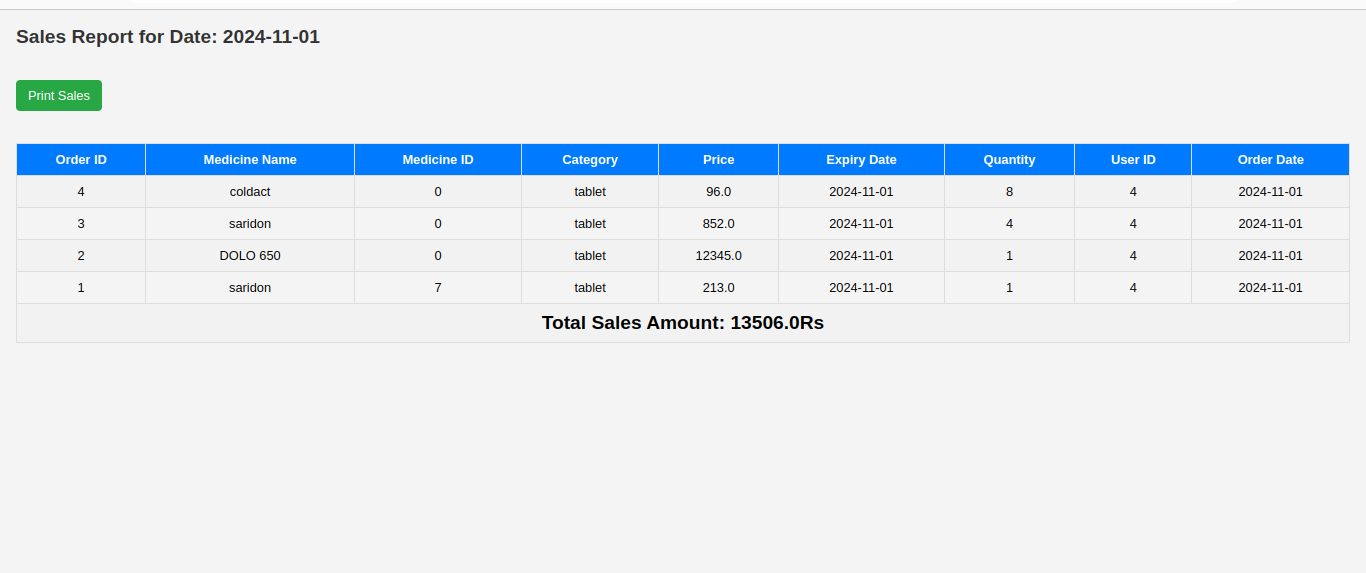 Sales Report for Date: 2024-11-01
Print Sales
Order ID Medicine Name Medicine ID Category Price Expiry Date Quantity User ID Order Date
4 coldact 0 tablet 96.0 2024-11-01 8 4 2024-11-01
3 saridon 0 tablet 852.0 2024-11-01 4 4 2024-11-01
2 DOLO 650 0 tablet 12345.0 2024-11-01 1 4 2024-11-01
1 saridon 7 tablet 213.0 2024-11-01 1 4 2024-11-01
Total Sales Amount: 13506.0Rs